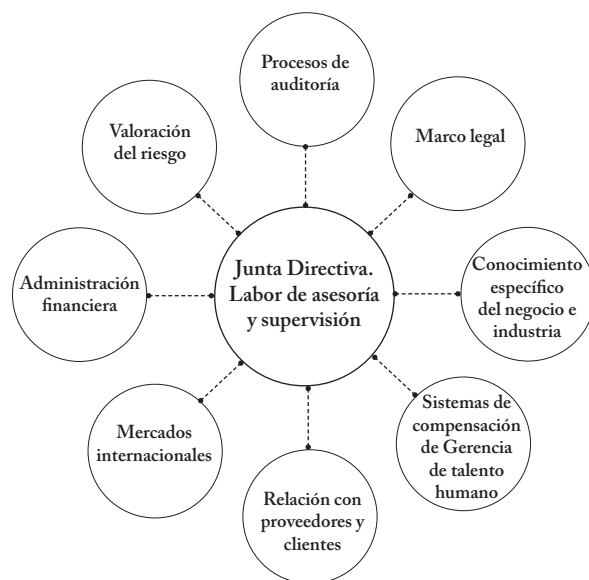 Procesos de
auditoría
Marco legal
Valoración
del riesgo
Junta Directiva.
Labor de asesoría
y supervisión
Conocimiento
específico
del negocio e
industria
Administración
financiera
Sistemas de
compensación
de Gerencia
de talento
humano
Mercados
internacionales
Relación con
proveedores y
clientes